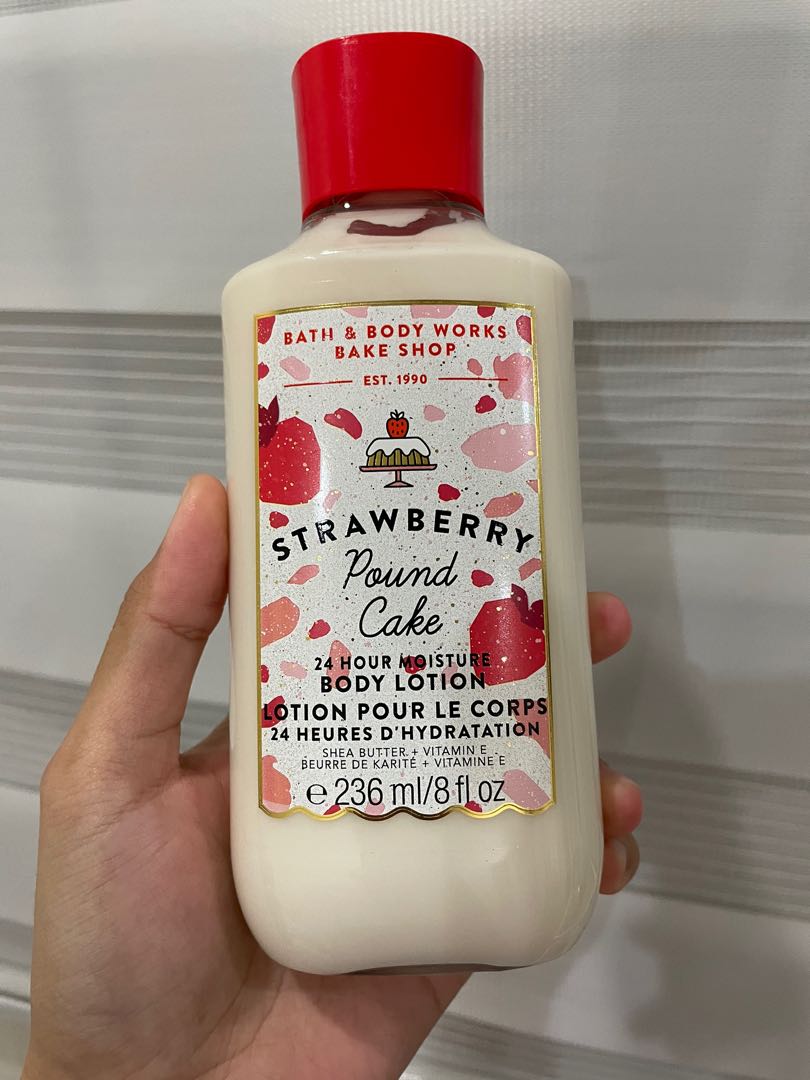 BATH & BODY WORKS
BAKE SHOP
EST. 1990
STRAWBERRY
Pound
Cake
24 HOUR MOISTURE
BODY LOTION
LOTION POUR LE CORPS
24 HEURES D'HYDRATATION
SHEA BUTTER + VITAMIN E
BEURRE DE KARITÉ + VITAMINE E
℮ 236 ml/8 fl oz